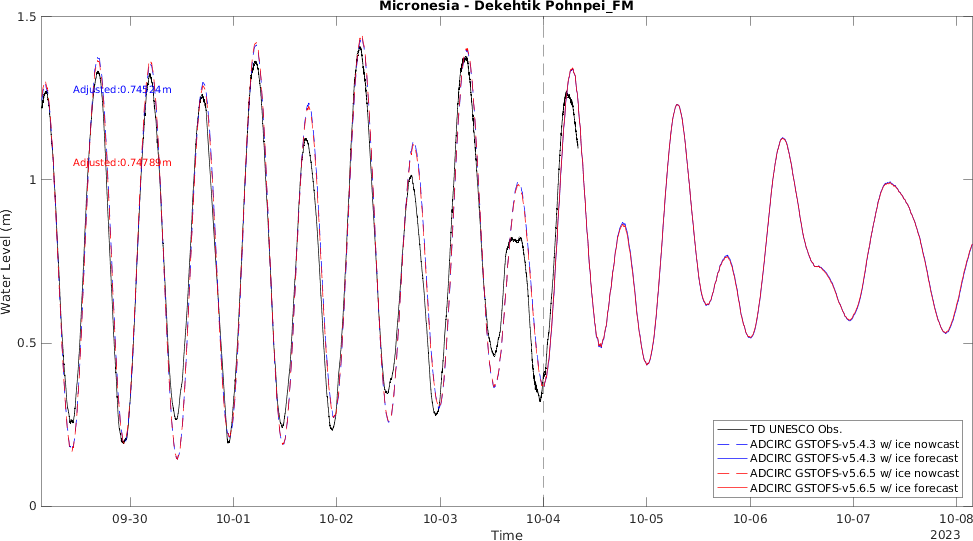 Micronesia - Dekehtik Pohnpei_FM
1.5
Adjusted:0.74524m
Adjusted:0.74789m
1
Water Level (m)
0.5
TD UNESCO Obs.
ADCIRC GSTOFS-v5.4.3 w/ ice nowcast
ADCIRC GSTOFS-v5.4.3 w/ ice forecast
ADCIRC GSTOFS-v5.6.5 w/ ice nowcast
ADCIRC GSTOFS-v5.6.5 w/ ice forecast
0
09-30 10-01 10-02 10-03 10-04 10-05 10-06 10-07 10-08
Time 2023